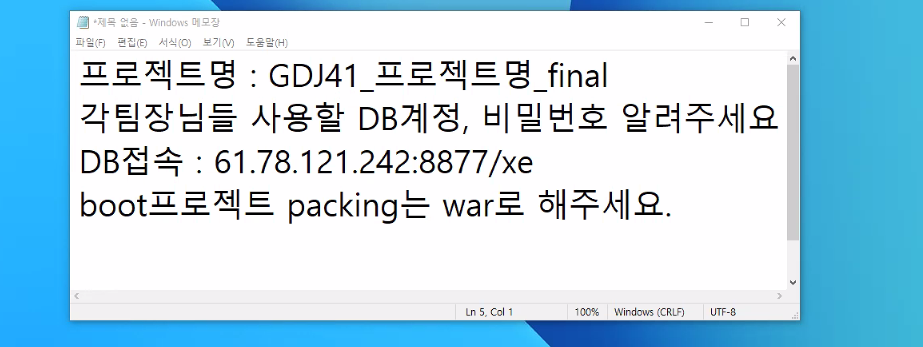 *제목 없음 - Windows 메모장
파일(F) 편집(E) 서식(O) 보기(V) 도움말(H)
프로젝트명 : GDJ41_프로젝트명_final
각팀장님들 사용할 DB계정, 비밀번호 알려주세요
DB접속 : 61.78.121.242:8877/xe
boot프로젝트 packing는 war로 해주세요.
Ln 5, Col 1 100% Windows (CRLF) UTF-8